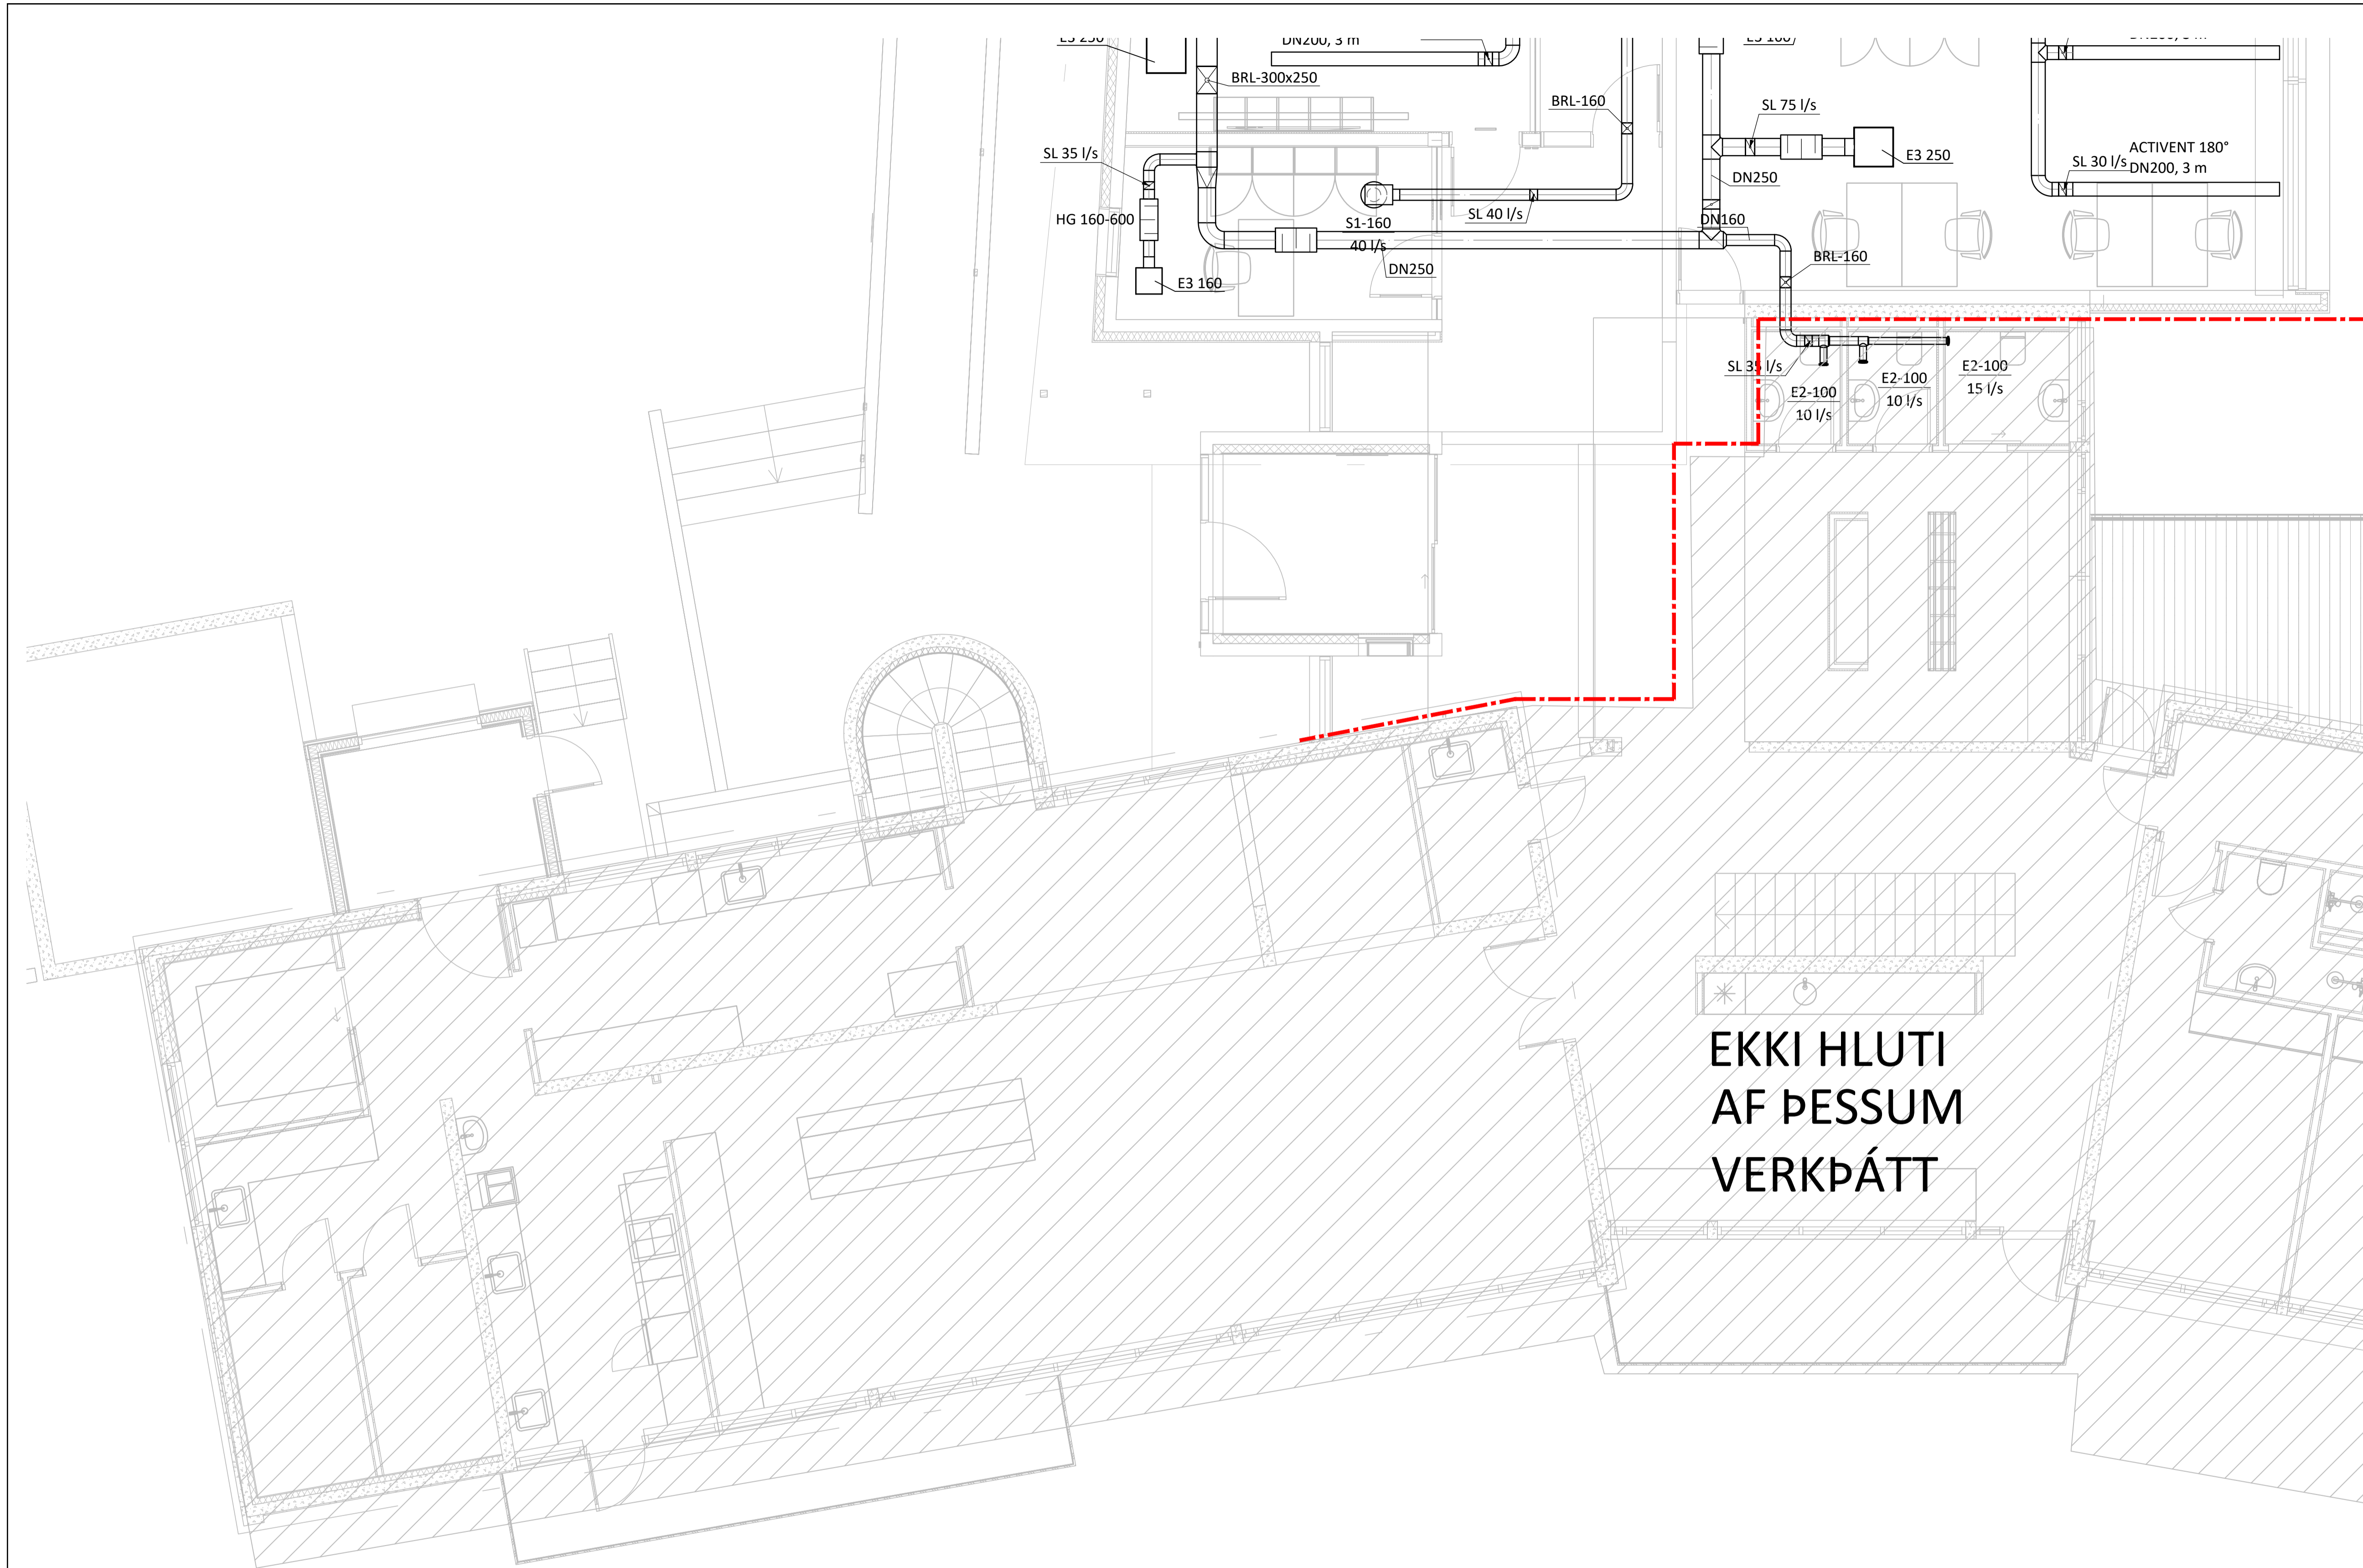 DN200, 3 m
BRL-300x250
BRL-160
SL 75 l/s
SL 35 l/s
E3 250
ACTIVENT 180°
SL 30 l/s
DN200, 3 m
DN250
HG 160-600
S1-160
40 l/s
SL 40 l/s
DN160
DN250
BRL-160
E3 160
SL 35 l/s
E2-100
10 l/s
E2-100
10 l/s
E2-100
15 l/s
EKKI HLUTI
AF ÞESSUM
VERKÞÁTT